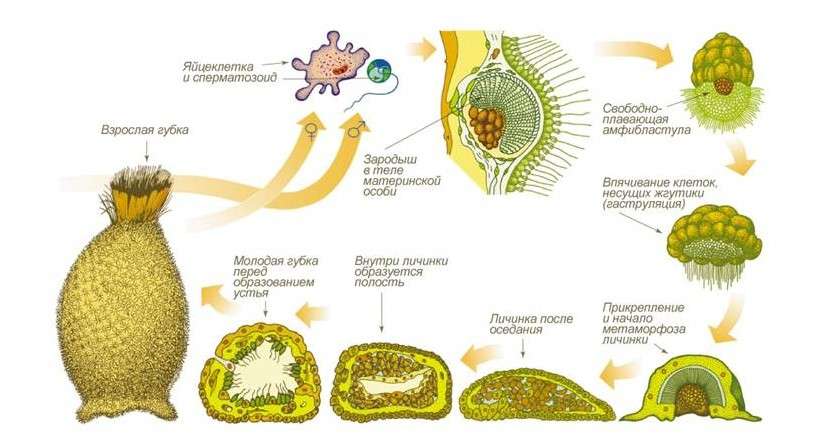 Яйцеклетка
и сперматозоид
Взрослая губка
♀
♂
Зародыш
в теле
материнской
особи
Свободно-
плавающая
амфибластула
Впячивание клеток,
несущих жгутики
(гаструляция)
Прикрепление
и начало
метаморфоза
личинки
Личинка после
оседания
Внутри личинки
образуется
полость
Молодая губка
перед
образованием
устья